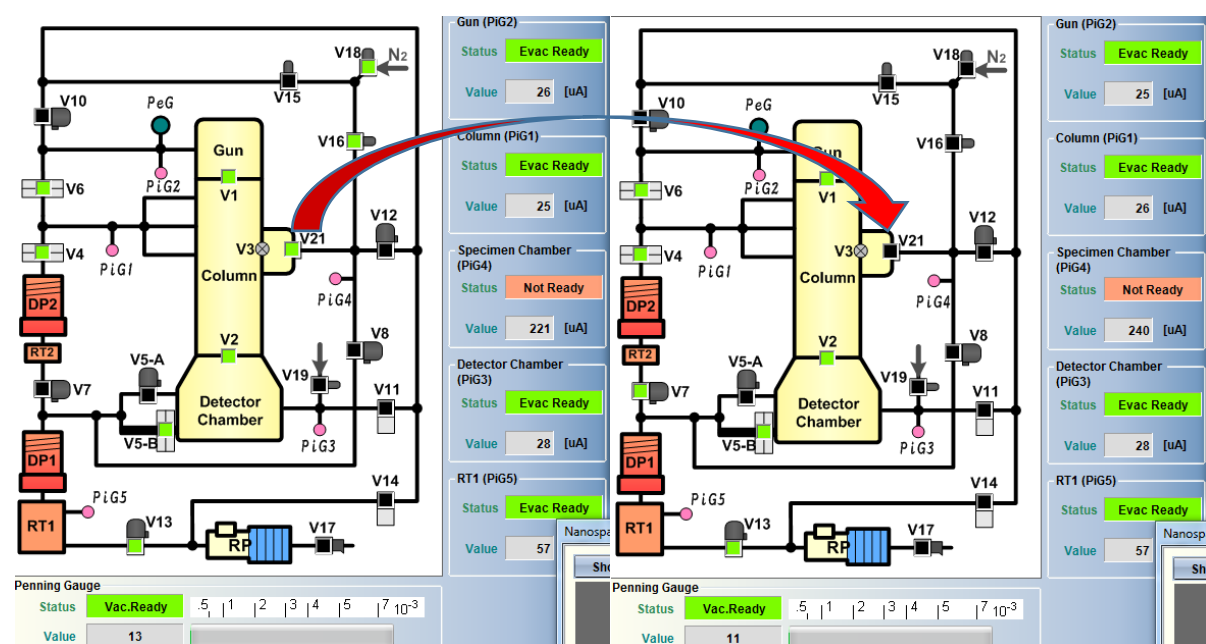 Gun (PiG2)
Status Evac Ready
Value 26 [uA]
Column (PiG1)
Status Evac Ready
Value 25 [uA]
Specimen Chamber
(PiG4)
Status Not Ready
Value 221 [uA]
Detector Chamber
(PiG3)
Status Evac Ready
Value 28 [uA]
RT1 (PiG5)
Status Evac Ready
Value 57
V18
N2
V15
V10
PeG
V16
Gun
PiG2
V6
V1
V12
V21
V3
V4
PiG1
Column
PiG4
DP2
V2
V8
RT2
V5-A
V7
V19
V11
Detector
Chamber
V5-B
PiG3
DP1
V14
PiG5
RT1
V13
V17
RP
Nanospa
Sho
Penning Gauge
Status Vac.Ready .5 1 2 3 4 5 7 10-3
Value 13
Gun (PiG2)
Status Evac Ready
Value 25 [uA]
Column (PiG1)
Status Evac Ready
Value 26 [uA]
Specimen Chamber
(PiG4)
Status Not Ready
Value 240 [uA]
Detector Chamber
(PiG3)
Status Evac Ready
Value 28 [uA]
RT1 (PiG5)
Status Evac Ready
Value 57
V18
N2
V15
V10
PeG
V16
Gun
PiG2
V6
V1
V12
V21
V3
V4
PiG1
Column
PiG4
DP2
V2
V8
RT2
V5-A
V7
V19
V11
Detector
Chamber
V5-B
PiG3
DP1
V14
PiG5
RT1
V13
V17
RP
Nanosp
Sh
Penning Gauge
Status Vac.Ready .5 1 2 3 4 5 7 10-3
Value 11